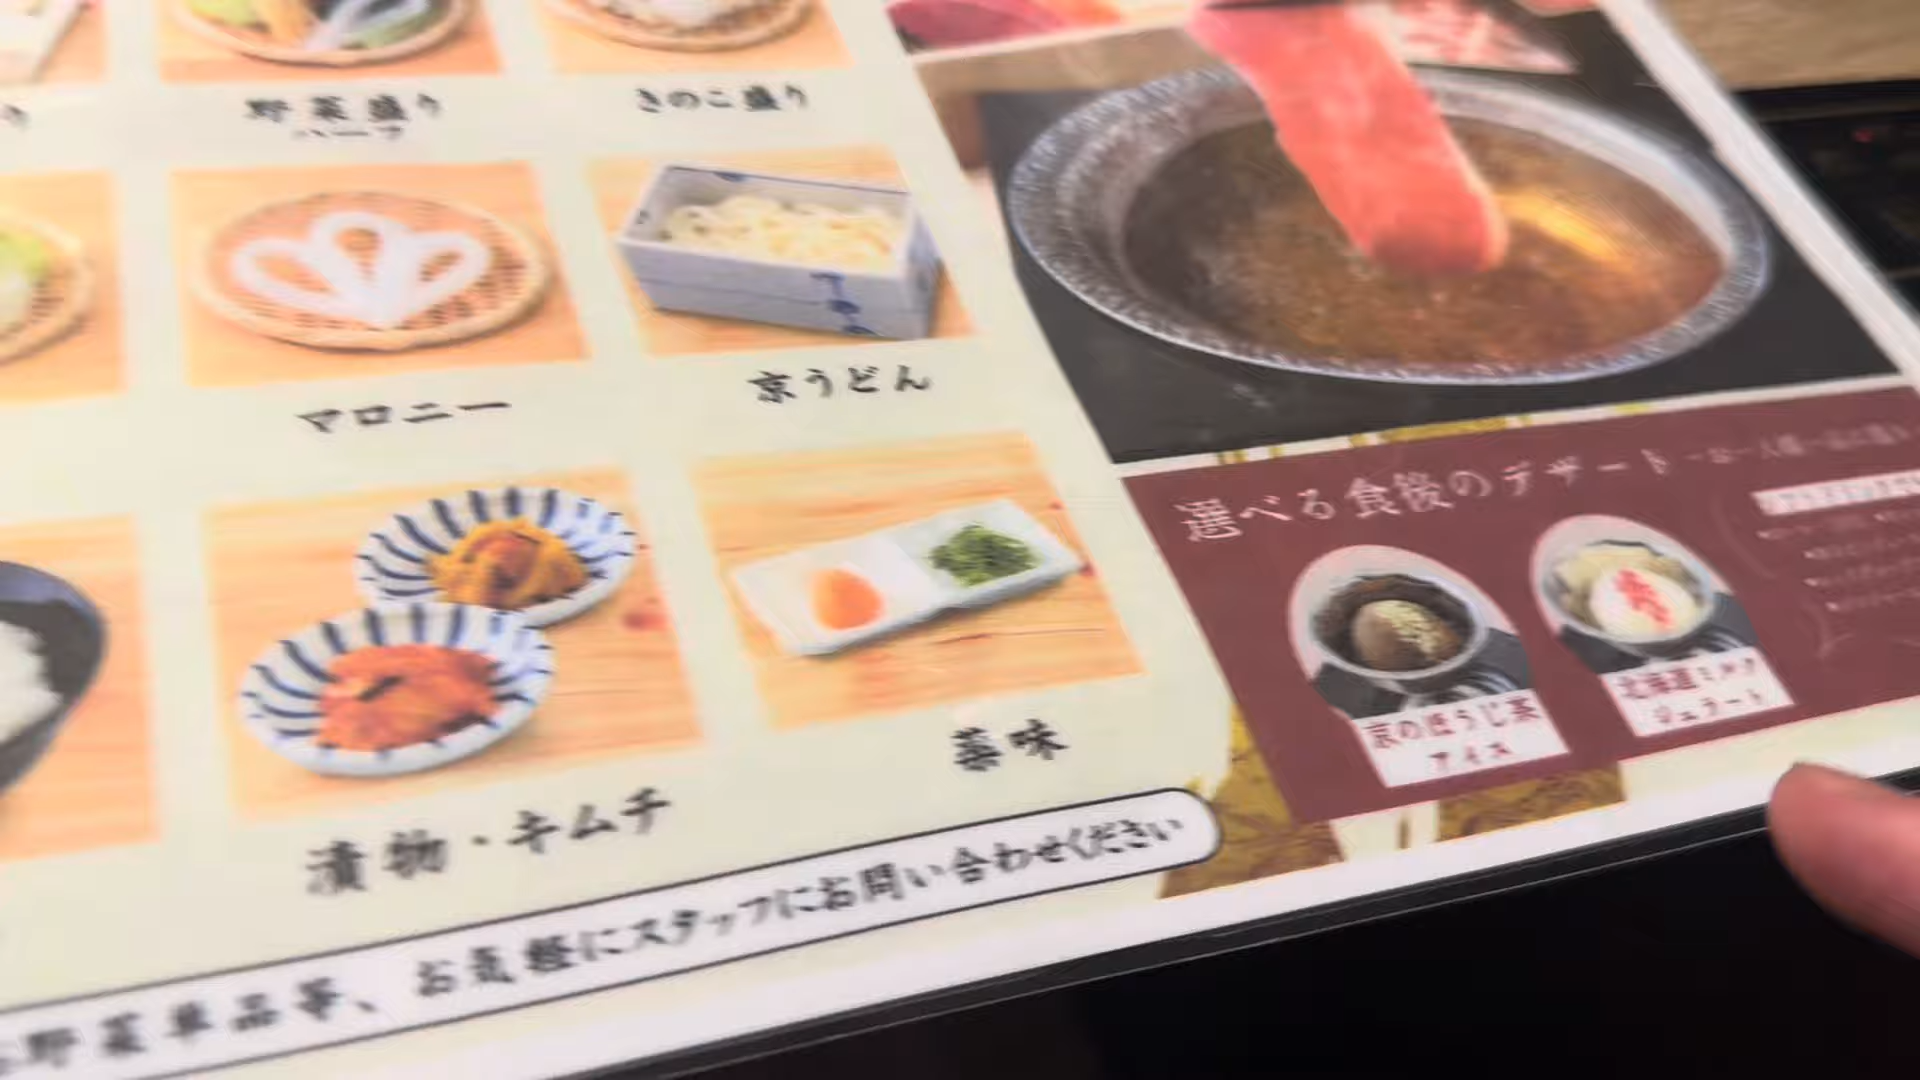 野菜盛り
ハーフ
きのこ盛り
マロニー
京うどん
漬物・キムチ
薬味
野菜単品等、お気軽にスタッフにお問い合わせください
選べる食後のデザート
京のほうじ茶
アイス
北海道ミルク
ジェラート